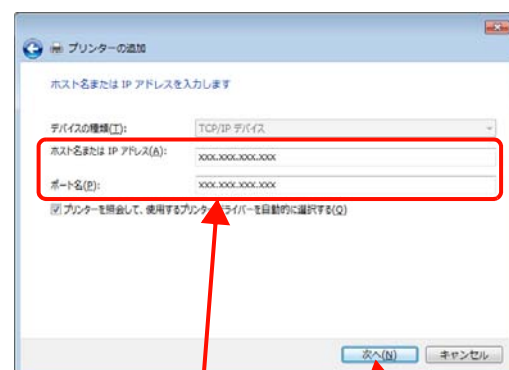 プリンターの追加
ホスト名または IP アドレスを入力します
デバイスの種類(T): TCP/IP デバイス
ホスト名または IP アドレス(A): xxx.xxx.xxx.xxx
ポート名(P): xxx.xxx.xxx.xxx
プリンターを照会して、使用するプリンタードライバーを自動的に選択する(Q)
次へ(N) キャンセル